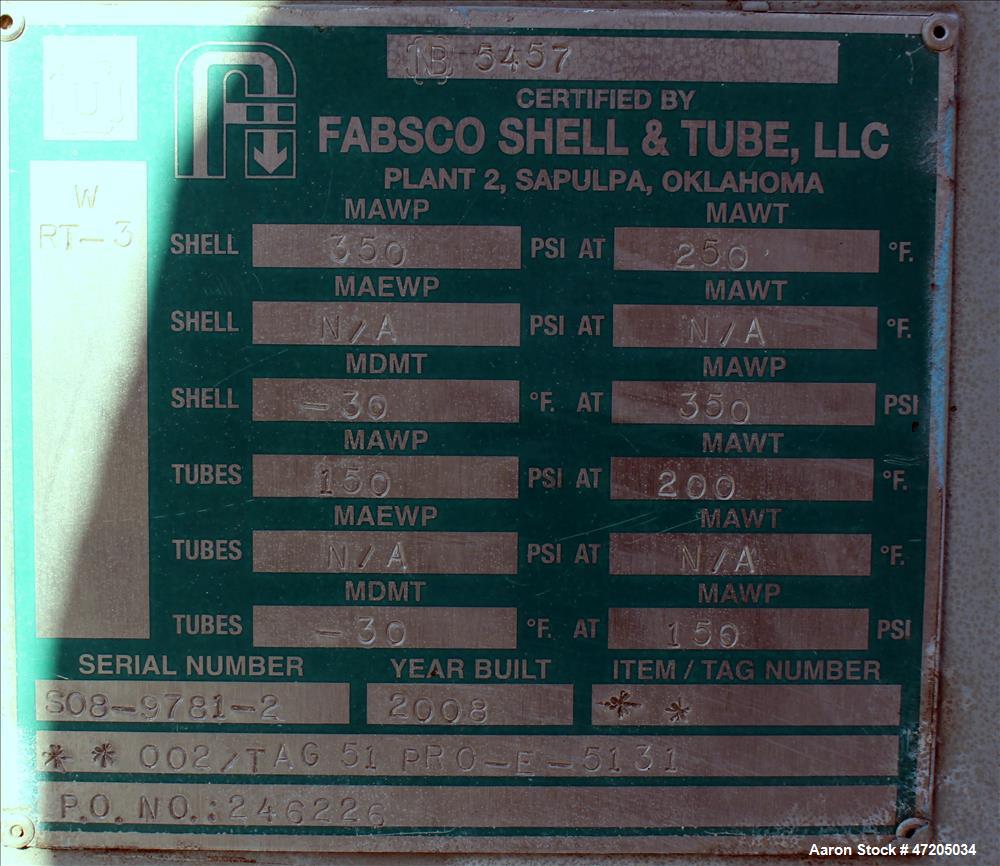 NB 5457
U
CERTIFIED BY
FABSCO SHELL & TUBE, LLC
PLANT 2, SAPULPA, OKLAHOMA
W
RT-3
MAWP MAWT
SHELL 350 PSI AT 250 °F.
MAEWP MAWT
SHELL N/A PSI AT N/A °F.
MDMT MAWP
SHELL -30 °F. AT 350 PSI
MAWP MAWT
TUBES 150 PSI AT 200 °F.
MAEWP MAWT
TUBES N/A PSI AT N/A °F.
MDMT MAWP
TUBES -30 °F. AT 150 PSI
SERIAL NUMBER YEAR BUILT ITEM / TAG NUMBER
S08-9781-2 2008 * *
* * 002/TAG 51 PRO-E-5131
P.O. NO.:246226
Aaron Stock # 47205034